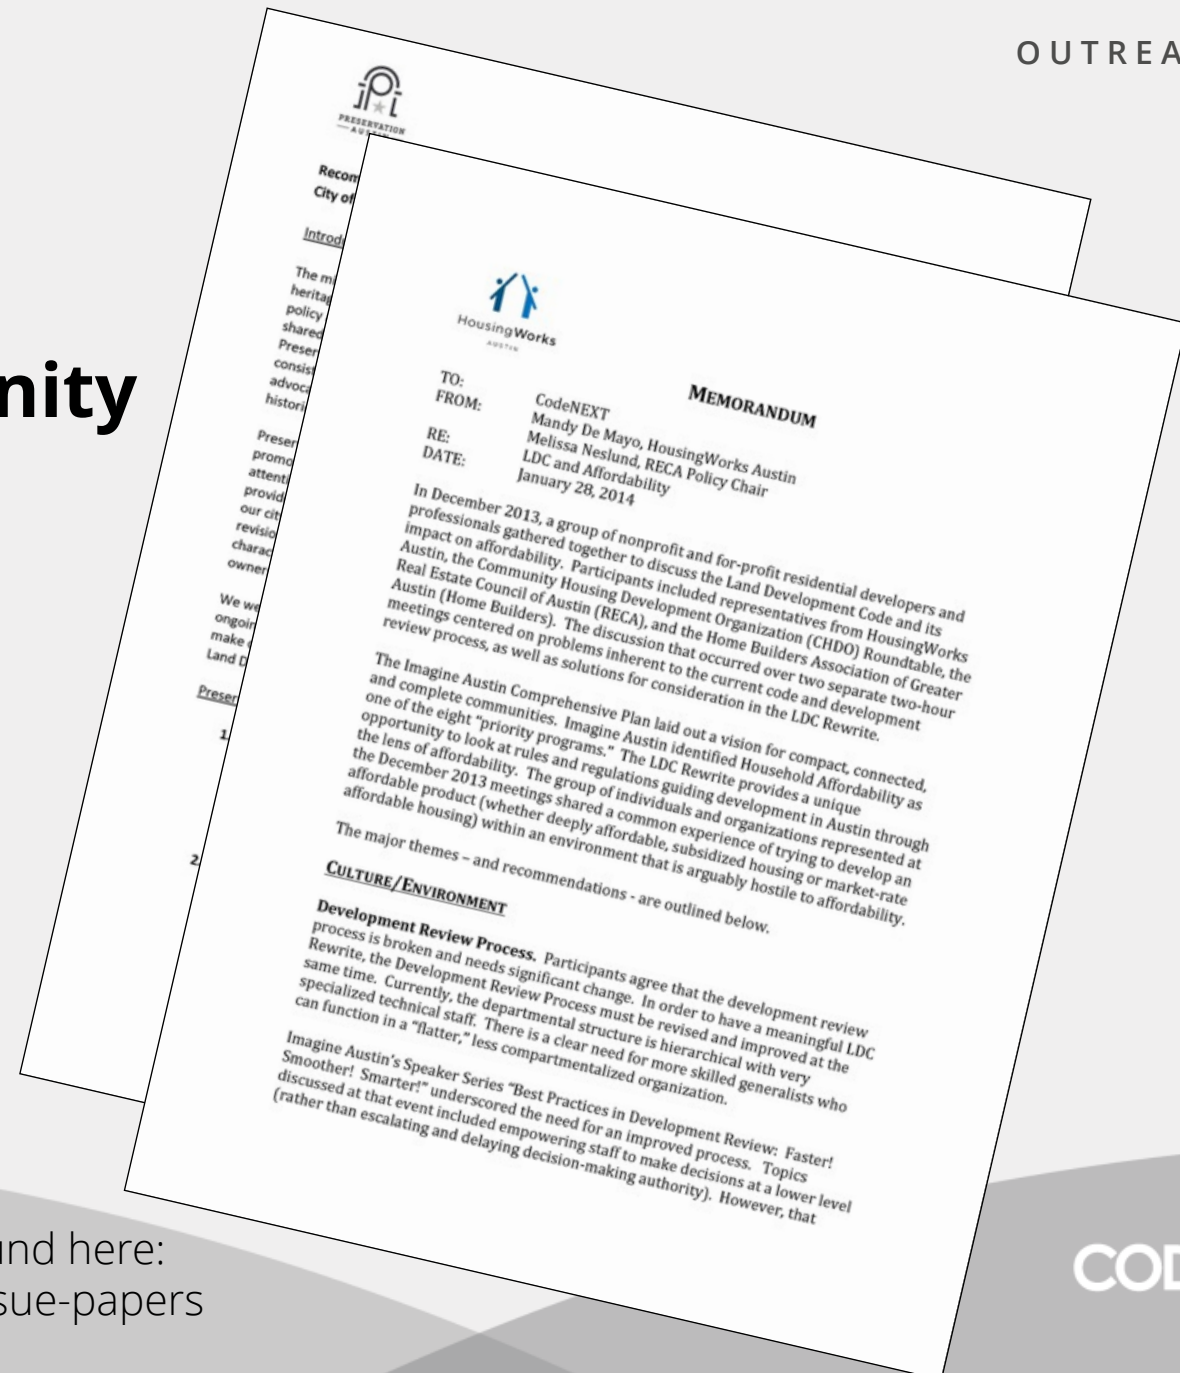 OUTREA
PRESERVATION
AUSTIN
Recom
City of
Introd
The mi
heritag
policy
shared
Preser
consist
advoca
histori
Preser
promo
attenti
provid
our cit
revisio
charac
owner
We we
ongoin
make
Land D
Preser
1.
2.
nity
HousingWorks
AUSTIN
MEMORANDUM
TO: CodeNEXT
FROM: Mandy De Mayo, HousingWorks Austin
Melissa Neslund, RECA Policy Chair
RE: LDC and Affordability
DATE: January 28, 2014
In December 2013, a group of nonprofit and for-profit residential developers and
professionals gathered together to discuss the Land Development Code and its
impact on affordability. Participants included representatives from HousingWorks
Austin, the Community Housing Development Organization (CHDO) Roundtable, the
Real Estate Council of Austin (RECA), and the Home Builders Association of Greater
Austin (Home Builders). The discussion that occurred over two separate two-hour
meetings centered on problems inherent to the current code and development
review process, as well as solutions for consideration in the LDC Rewrite.
The Imagine Austin Comprehensive Plan laid out a vision for compact, connected,
and complete communities. Imagine Austin identified Household Affordability as
one of the eight "priority programs." The LDC Rewrite provides a unique
opportunity to look at rules and regulations guiding development in Austin through
the lens of affordability. The group of individuals and organizations represented at
the December 2013 meetings shared a common experience of trying to develop an
affordable product (whether deeply affordable, subsidized housing or market-rate
affordable housing) within an environment that is arguably hostile to affordability.
The major themes – and recommendations - are outlined below.
CULTURE/ENVIRONMENT
Development Review Process. Participants agree that the development review
process is broken and needs significant change. In order to have a meaningful LDC
Rewrite, the Development Review Process must be revised and improved at the
same time. Currently, the departmental structure is hierarchical with very
specialized technical staff. There is a clear need for more skilled generalists who
can function in a "flatter," less compartmentalized organization.
Imagine Austin's Speaker Series "Best Practices in Development Review: Faster!
Smoother! Smarter!" underscored the need for an improved process. Topics
discussed at that event included empowering staff to make decisions at a lower level
(rather than escalating and delaying decision-making authority). However, that
und here:
sue-papers
COD